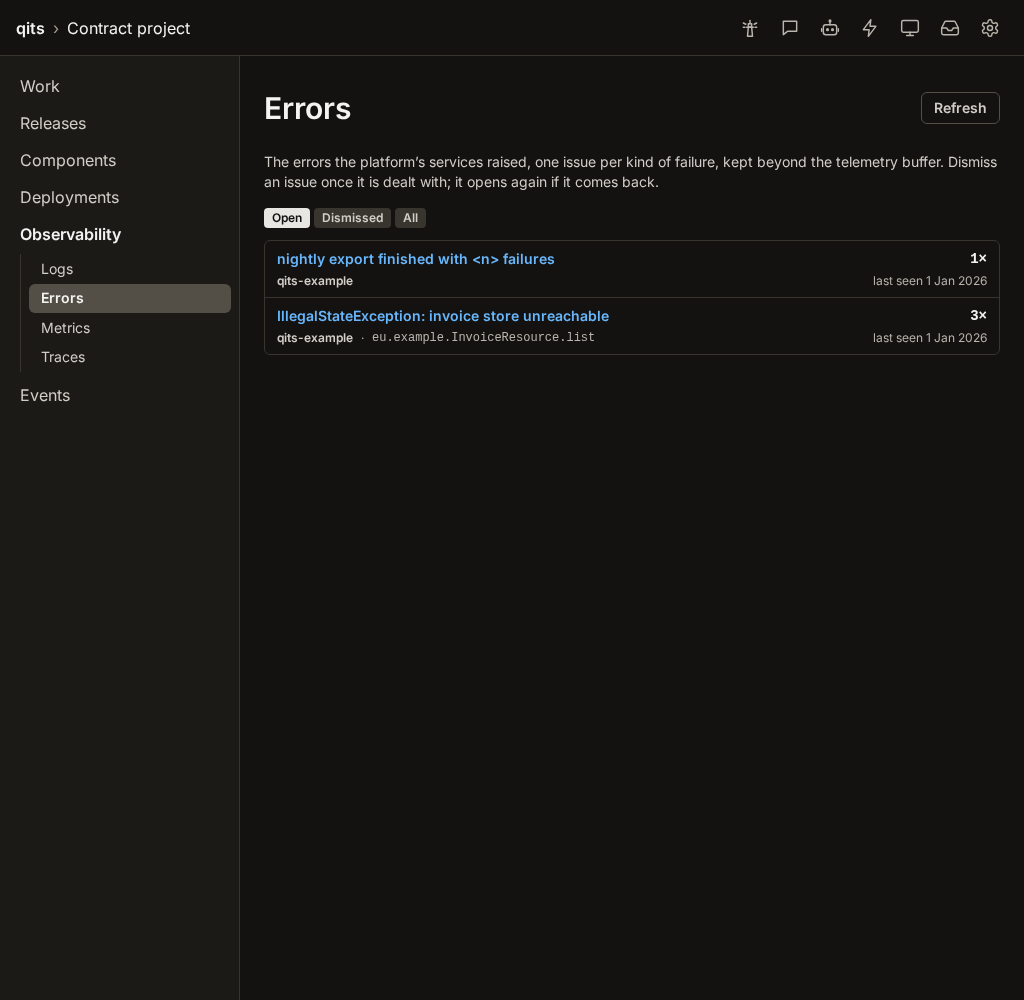 qits › Contract project
Work
Releases
Components
Deployments
Observability
Logs
Errors
Metrics
Traces
Events
Errors
Refresh
The errors the platform’s services raised, one issue per kind of failure, kept beyond the telemetry buffer. Dismiss
an issue once it is dealt with; it opens again if it comes back.
Open Dismissed All
nightly export finished with <n> failures 1×
qits-example last seen 1 Jan 2026
IllegalStateException: invoice store unreachable 3×
qits-example · eu.example.InvoiceResource.list last seen 1 Jan 2026